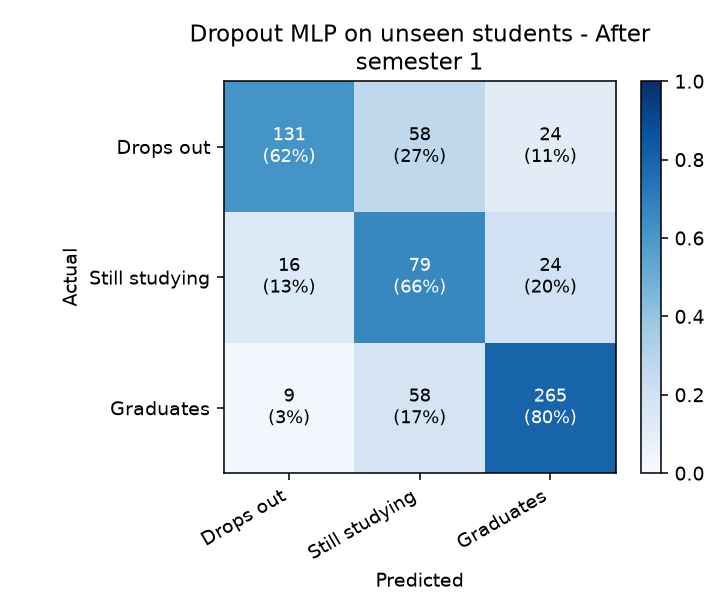 Dropout MLP on unseen students - After
semester 1
1.0
0.8
0.6
0.4
0.2
0.0
Actual
Drops out
131
(62%)
58
(27%)
24
(11%)
Still studying
16
(13%)
79
(66%)
24
(20%)
Graduates
9
(3%)
58
(17%)
265
(80%)
Drops out
Still studying
Graduates
Predicted